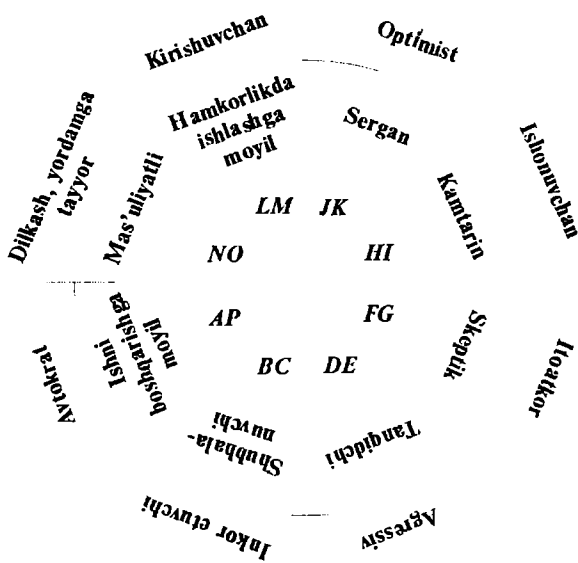 Kirishuvchan
Optimist
Hamkorlikda
ishlashga
moyil
Sergan
Dilkash, yordamga
tayyor
Mas'uliyatli
Kamtarin
Ishonuvchan
LM
JK
NO
HI
AP
FG
BC
DE
Avtokrat
Ishni
boshqarishga
moyil
Skeptik
Itoatkor
Shubhala-
nuvchi
Tanqidchi
Inkor etuvchi
Agressiv